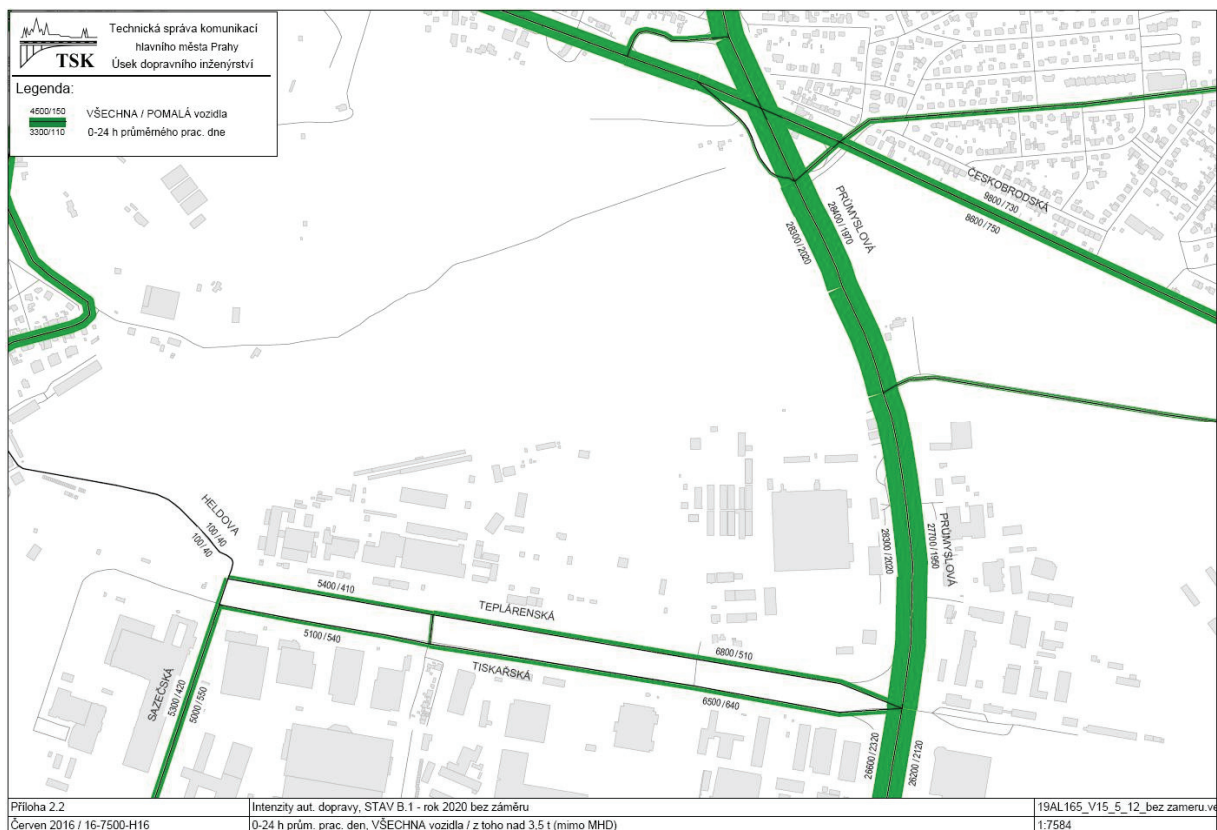 Technická správa komunikací
hlavního města Prahy
Úsek dopravního inženýrství
TSK
Legenda:
4500/150
3300/110
VŠECHNA / POMALÁ vozidla
0-24 h průměrného prac. dne
ČESKOBRODSKÁ
9800/730
8600/750
PRŮMYSLOVÁ
28400/1970
28300/2020
HELDOVA
100/40
100/40
PRŮMYSLOVÁ
27700/1950
28300/2020
5400/410
TEPLÁRENSKÁ
6800/510
5100/540
TISKAŘSKÁ
6500/640
SAZEČSKÁ
5300/420
5000/550
26600/2320
26200/2120
Příloha 2.2
Intenzity aut. dopravy, STAV B.1 - rok 2020 bez záměru
19AL165_V15_5_12_bez zameru.ve
Červen 2016 / 16-7500-H16
0-24 h prům. prac. den, VŠECHNA vozidla / z toho nad 3.5 t (mimo MHD)
1:7584